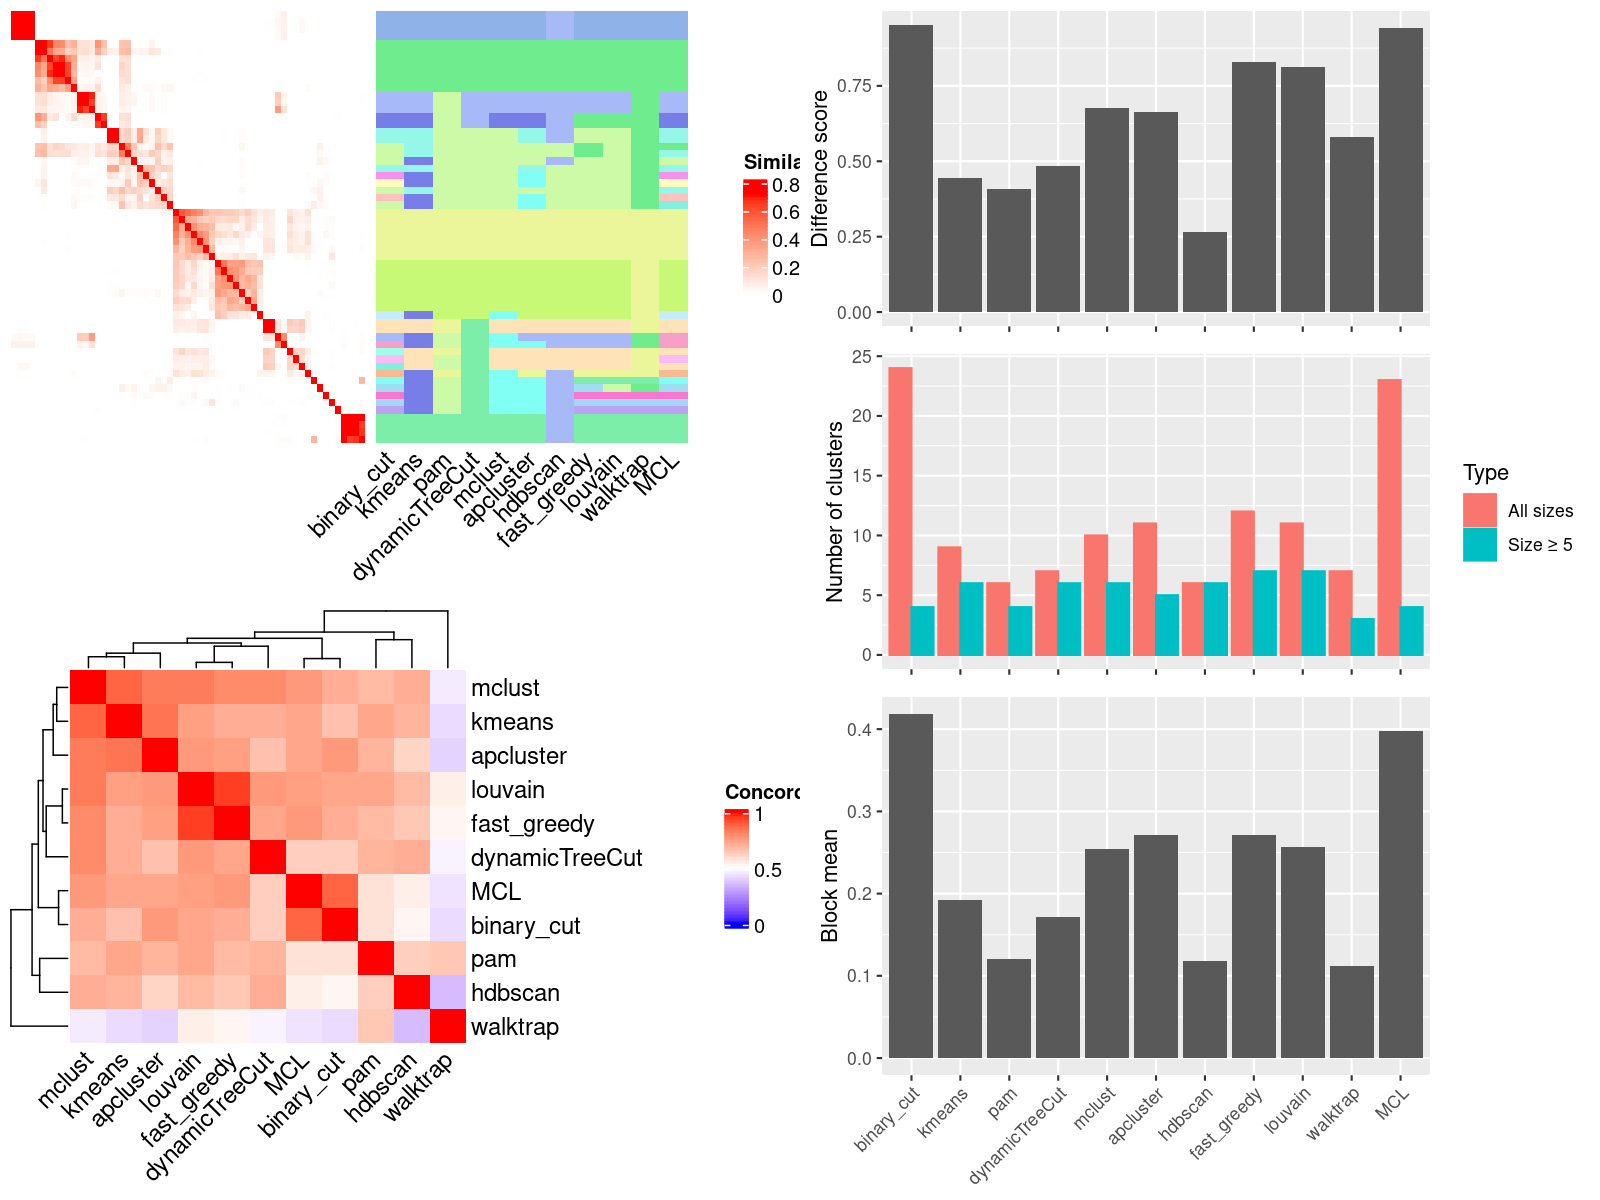 Simila
0.8
0.6
0.4
0.2
0
binary_cut
kmeans
pam
dynamicTreeCut
mclust
apcluster
hdbscan
fast_greedy
louvain
walktrap
MCL
mclust
kmeans
apcluster
louvain
fast_greedy
dynamicTreeCut
MCL
binary_cut
pam
hdbscan
walktrap
mclust
kmeans
apcluster
louvain
fast_greedy
dynamicTreeCut
MCL
binary_cut
pam
hdbscan
walktrap
Concord
1
0.5
0
Difference score
0.75
0.50
0.25
0.00
Number of clusters
25
20
15
10
5
0
Type
All sizes
Size ≥ 5
Block mean
0.4
0.3
0.2
0.1
0.0
binary_cut
kmeans
pam
dynamicTreeCut
mclust
apcluster
hdbscan
fast_greedy
louvain
walktrap
MCL